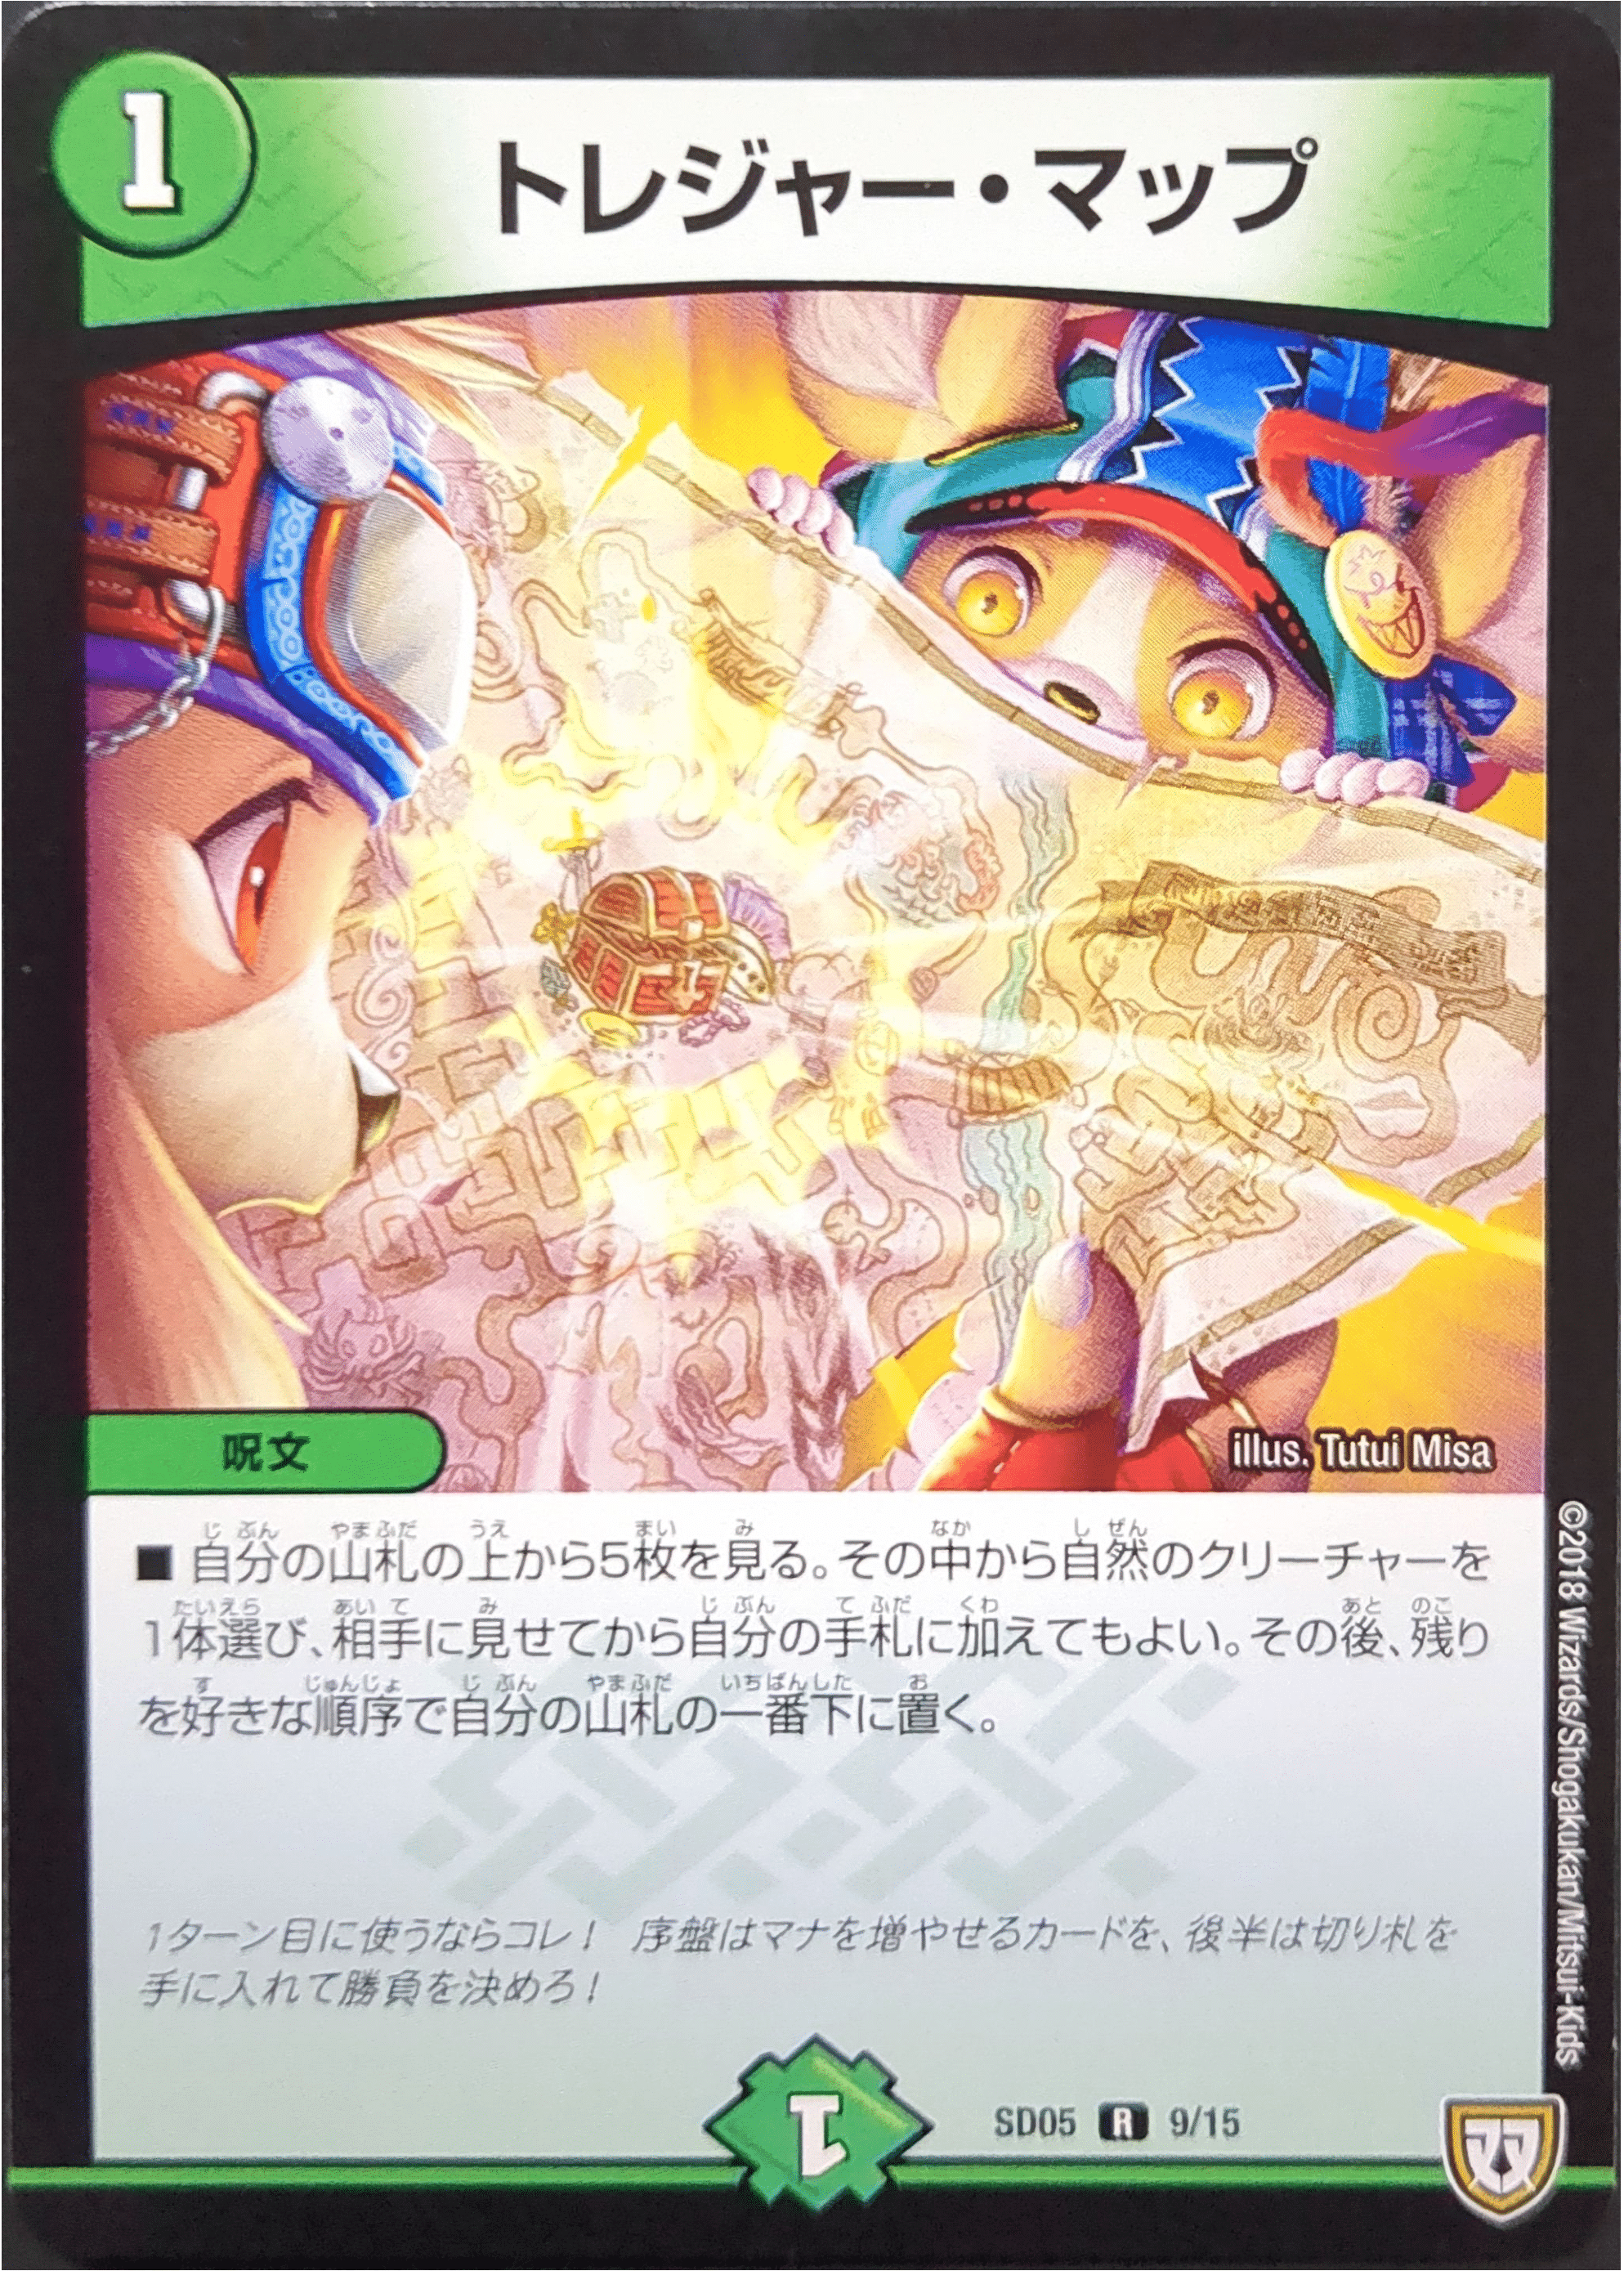 1
トレジャー・マップ
呪文
illus. Tutui Misa
■ 自分の山札の上から5枚を見る。その中から自然のクリーチャーを
1体選び、相手に見せてから自分の手札に加えてもよい。その後、残り
を好きな順序で自分の山札の一番下に置く。
1ターン目に使うならコレ！ 序盤はマナを増やせるカードを、後半は切り札を
手に入れて勝負を決めろ！
1
SD05 R 9/15
©2018 Wizards/Shogakukan/Mitsui-Kids